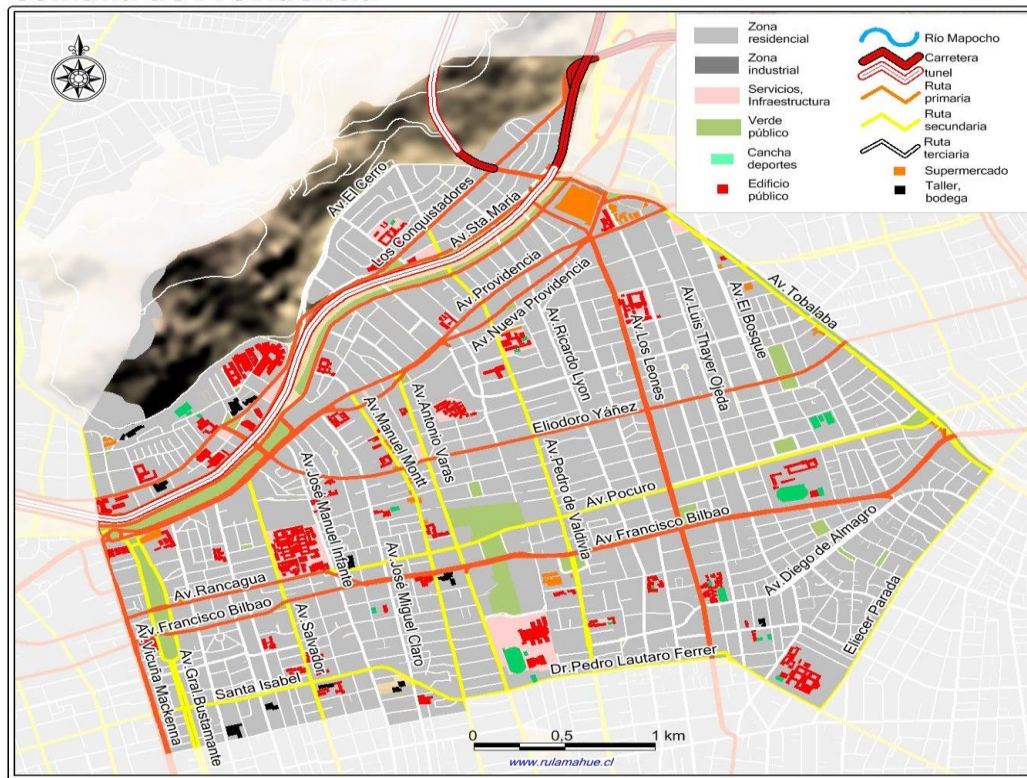 Zona
residencial
Zona
industrial
Servicios,
Infraestructura
Verde
público
Cancha
deportes
Edificio
público
Río Mapocho
Carretera
tunel
Ruta
primaria
Ruta
secundaria
Ruta
terciaria
Supermercado
Taller,
bodega
Av.El Cerro
Los Conquistadores
Av.Sta.María
Av.Providencia
Av.Nueva Providencia
Av.Ricardo Lyon
Av.Los Leones
Av.Luis Thayer Ojeda
Av.El Bosque
Av.Tobalaba
Av.Manuel Montt
Av.Antonio Varas
Eliodoro Yáñez
Av.José Manuel Infante
Av.Pedro de Valdivia
Av.Pocuro
Av.Francisco Bilbao
Av.Diego de Almagro
Av.Rancagua
Av.Francisco Bilbao
Av.Salvador
Av.José Miguel Claro
Eliecer Parada
Av.Vicuña Mackenna
Av.Gral.Bustamante
Santa Isabel
Dr.Pedro Lautaro Ferrer
0 0,5 1 km
www.rulamahue.cl